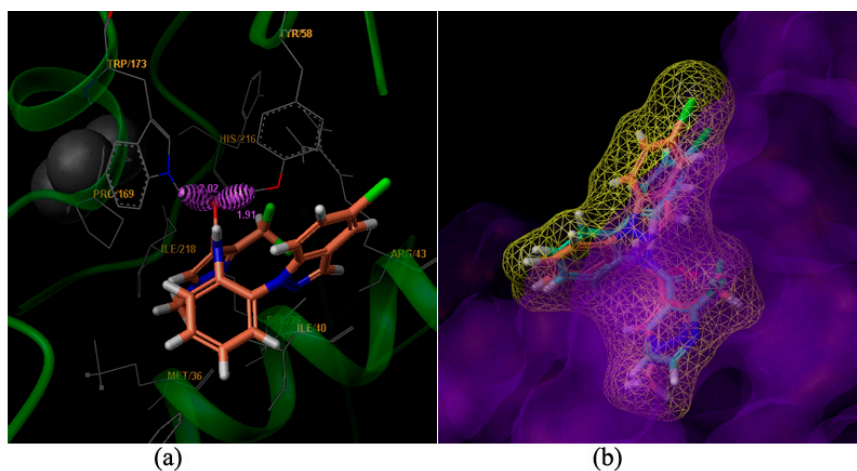 TYR/58
TRP/173
HIS/216
2.02
PRO/169
1.91
ILE/218
ARG/43
ILE/40
MET/36
(a) (b)